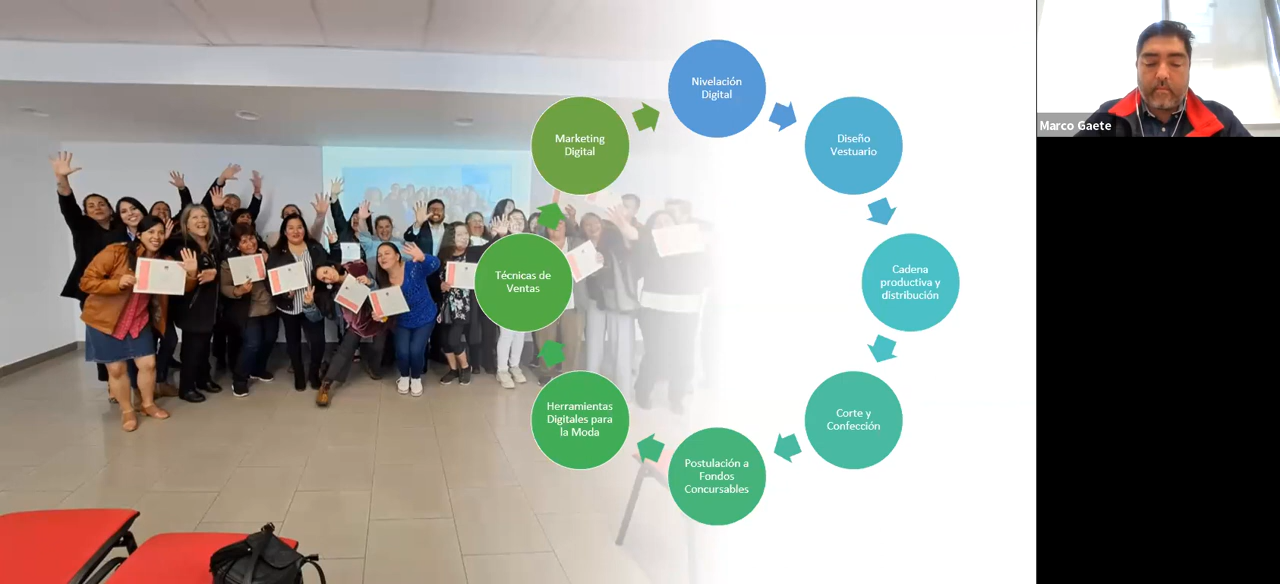 Nivelación
Digital
Diseño
Vestuario
Cadena
productiva y
distribución
Corte y
Confección
Postulación a
Fondos
Concursables
Herramientas
Digitales para
la Moda
Técnicas de
Ventas
Marketing
Digital
Marco Gaete